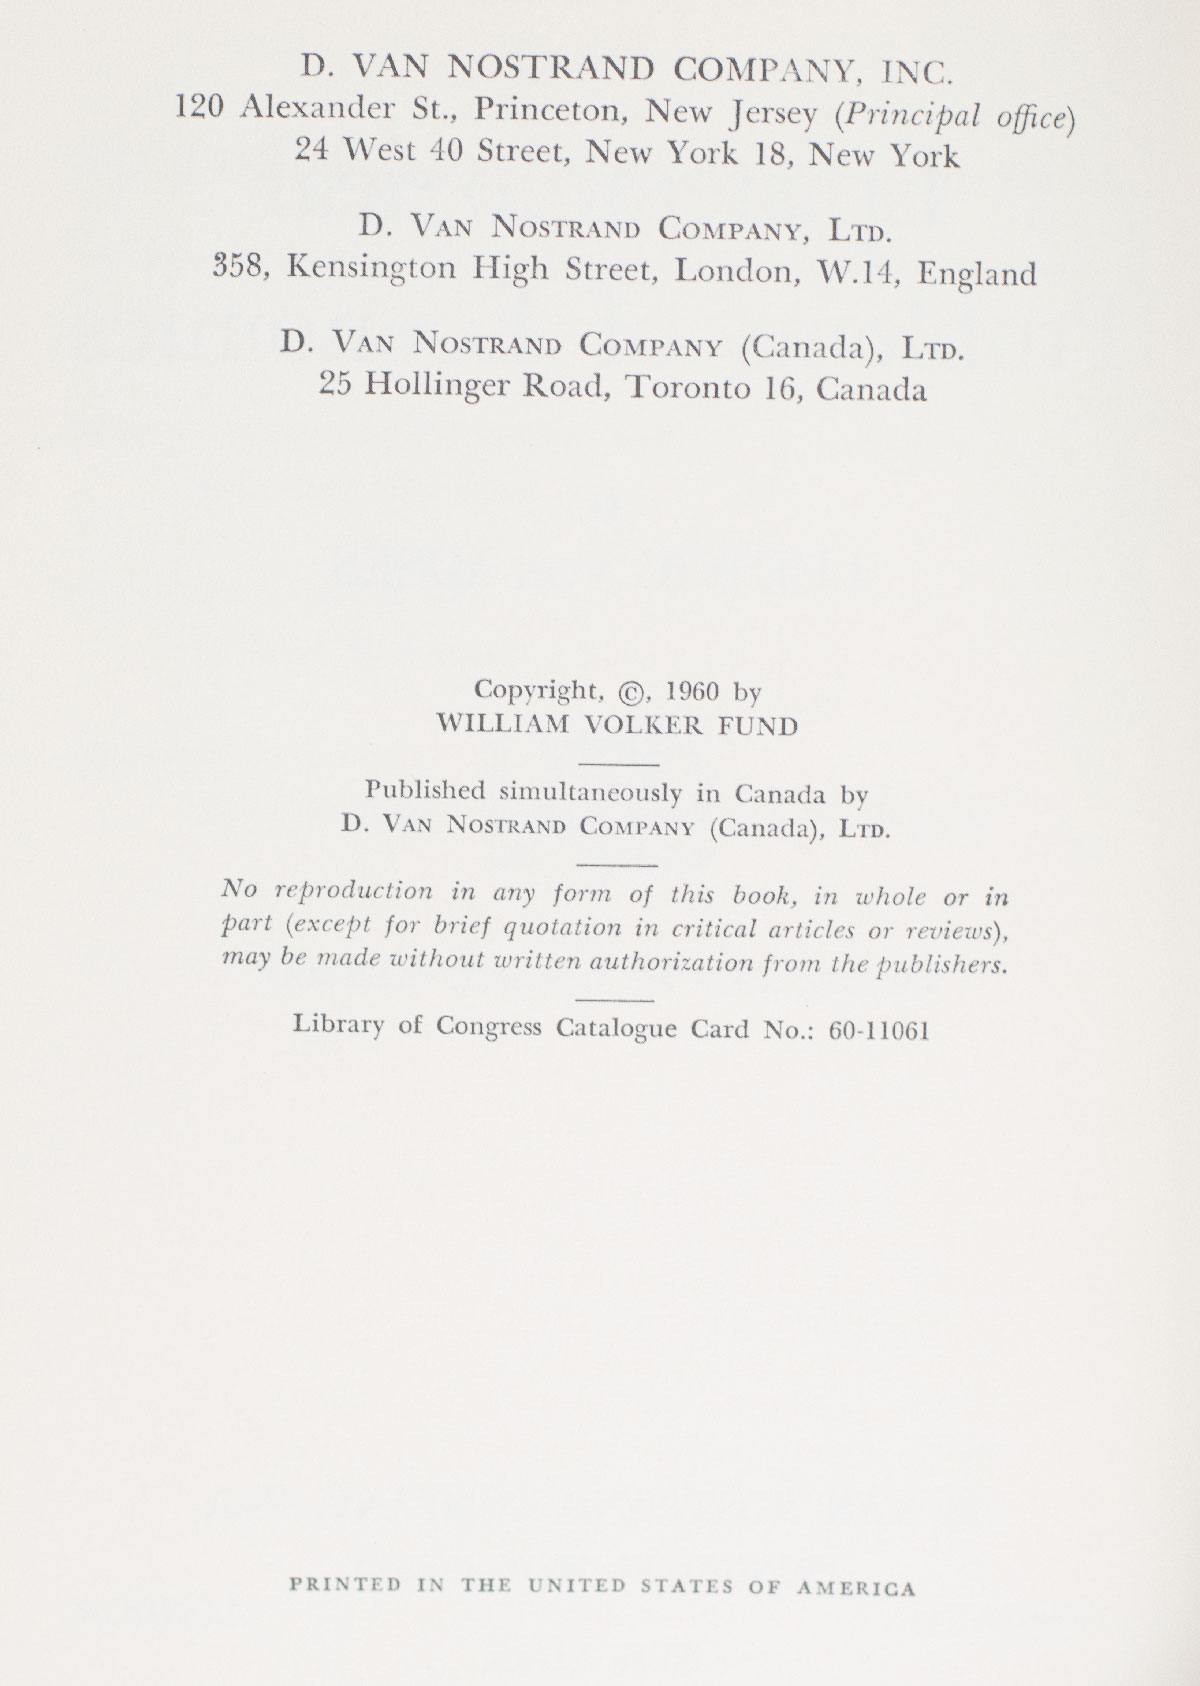 D. VAN NOSTRAND COMPANY, INC.
120 Alexander St., Princeton, New Jersey (Principal office)
24 West 40 Street, New York 18, New York
D. VAN NOSTRAND COMPANY, LTD.
358, Kensington High Street, London, W.14, England
D. VAN NOSTRAND COMPANY (Canada), LTD.
25 Hollinger Road, Toronto 16, Canada
Copyright, ©, 1960 by
WILLIAM VOLKER FUND
Published simultaneously in Canada by
D. VAN NOSTRAND COMPANY (Canada), LTD.
No reproduction in any form of this book, in whole or in
part (except for brief quotation in critical articles or reviews),
may be made without written authorization from the publishers.
Library of Congress Catalogue Card No.: 60-11061
PRINTED IN THE UNITED STATES OF AMERICA